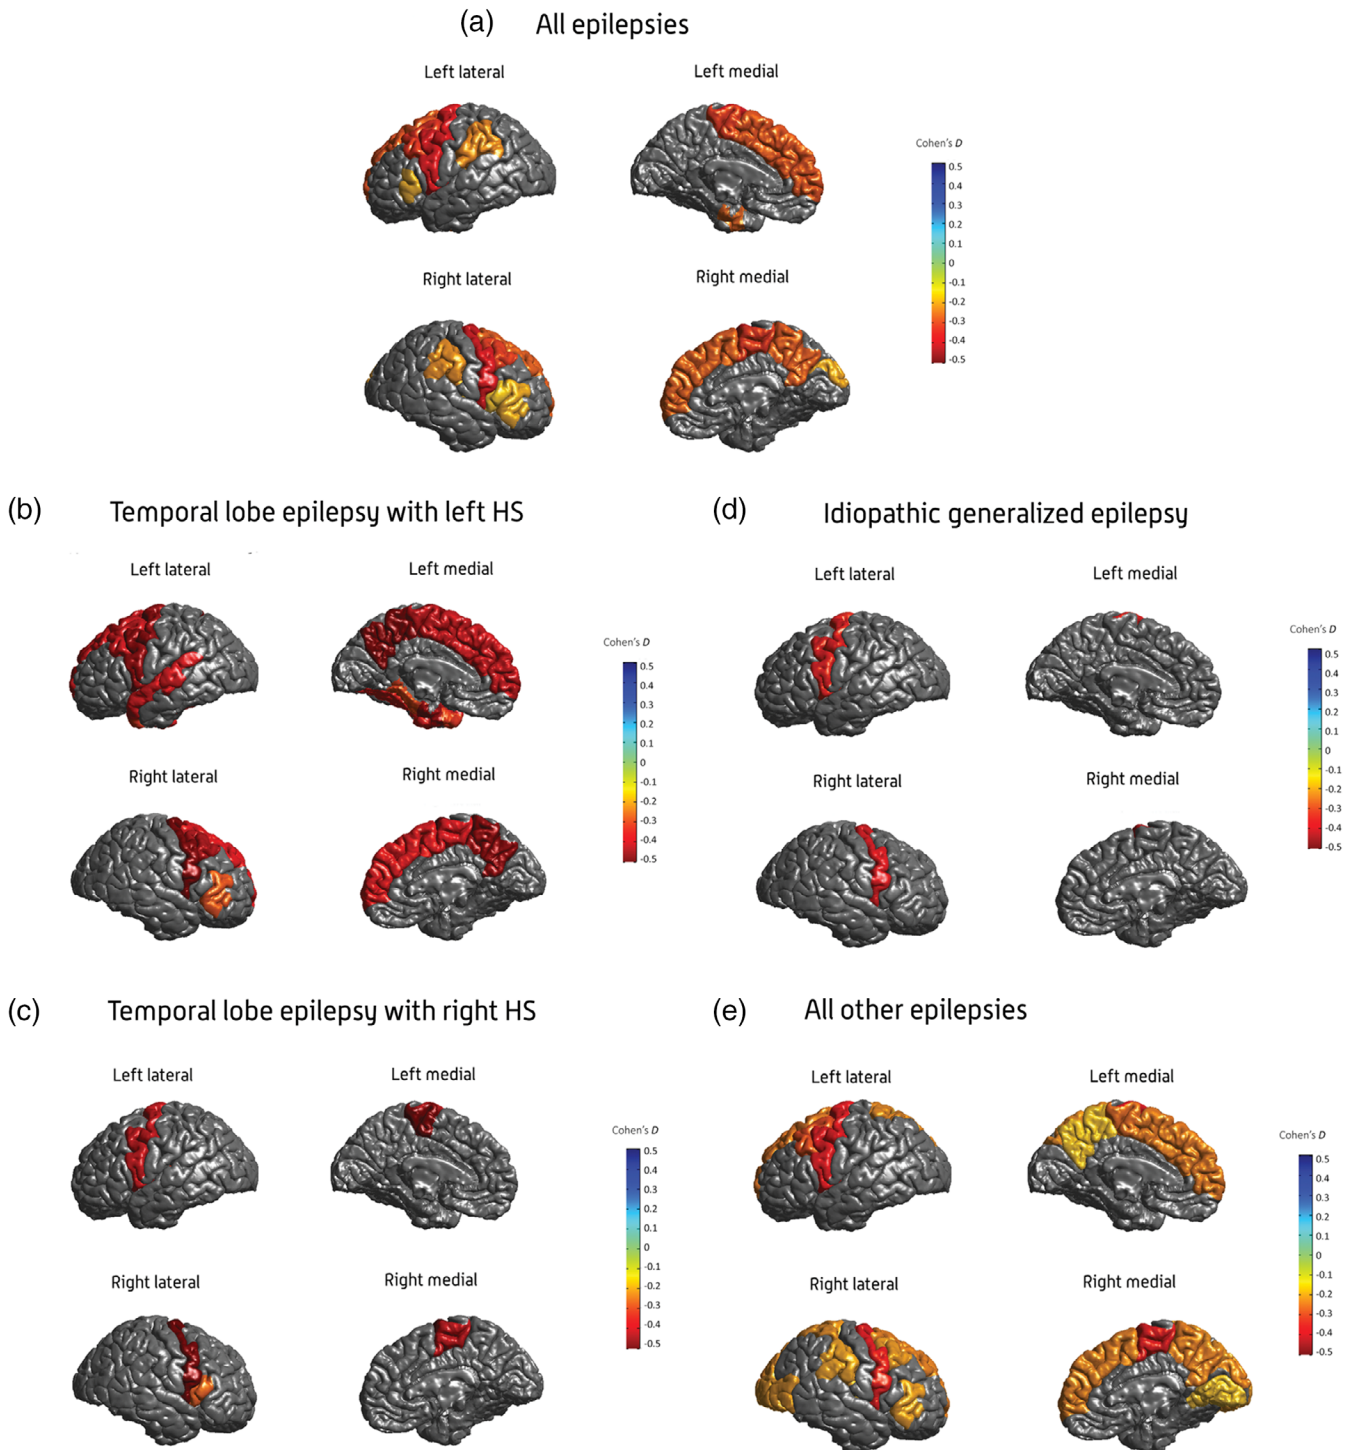 (a) All epilepsies
Left lateral
Left medial
Cohen's D
0.5
0.4
0.3
0.2
0.1
0
-0.1
-0.2
-0.3
-0.4
-0.5
Right lateral
Right medial
(b) Temporal lobe epilepsy with left HS
Left lateral
Left medial
Cohen's D
0.5
0.4
0.3
0.2
0.1
0
-0.1
-0.2
-0.3
-0.4
-0.5
Right lateral
Right medial
(d) Idiopathic generalized epilepsy
Left lateral
Left medial
Cohen's D
0.5
0.4
0.3
0.2
0.1
0
-0.1
-0.2
-0.3
-0.4
-0.5
Right lateral
Right medial
(c) Temporal lobe epilepsy with right HS
Left lateral
Left medial
Cohen's D
0.5
0.4
0.3
0.2
0.1
0
-0.1
-0.2
-0.3
-0.4
-0.5
Right lateral
Right medial
(e) All other epilepsies
Left lateral
Left medial
Cohen's D
0.5
0.4
0.3
0.2
0.1
0
-0.1
-0.2
-0.3
-0.4
-0.5
Right lateral
Right medial